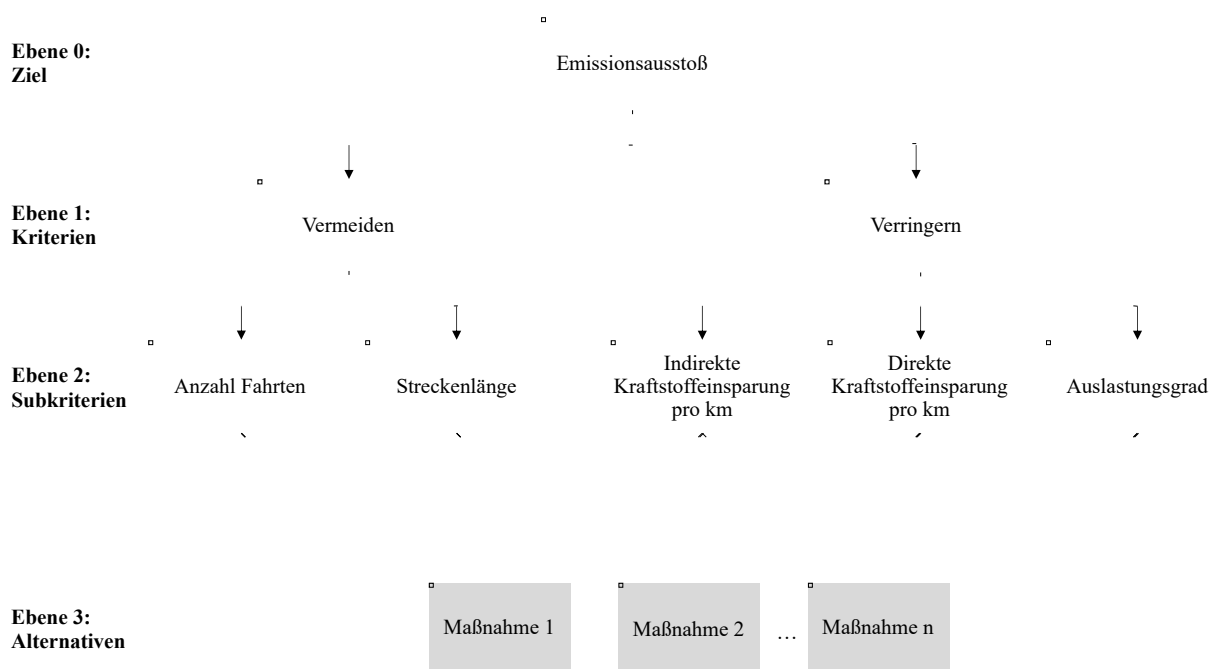 Ebene 0:
Ziel
Emissionsausstoß
Ebene 1:
Kriterien
Vermeiden
Verringern
Ebene 2:
Subkriterien
Anzahl Fahrten
Streckenlänge
Indirekte
Kraftstoffeinsparung
pro km
Direkte
Kraftstoffeinsparung
pro km
Auslastungsgrad
Ebene 3:
Alternativen
Maßnahme 1
Maßnahme 2
…
Maßnahme n